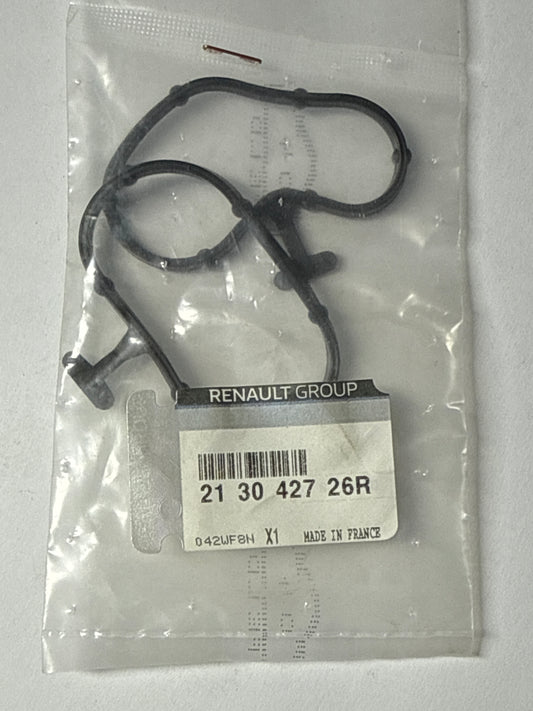 RENAULT GROUP
21 30 427 26R
042WF8N X1 MADE IN FRANCE